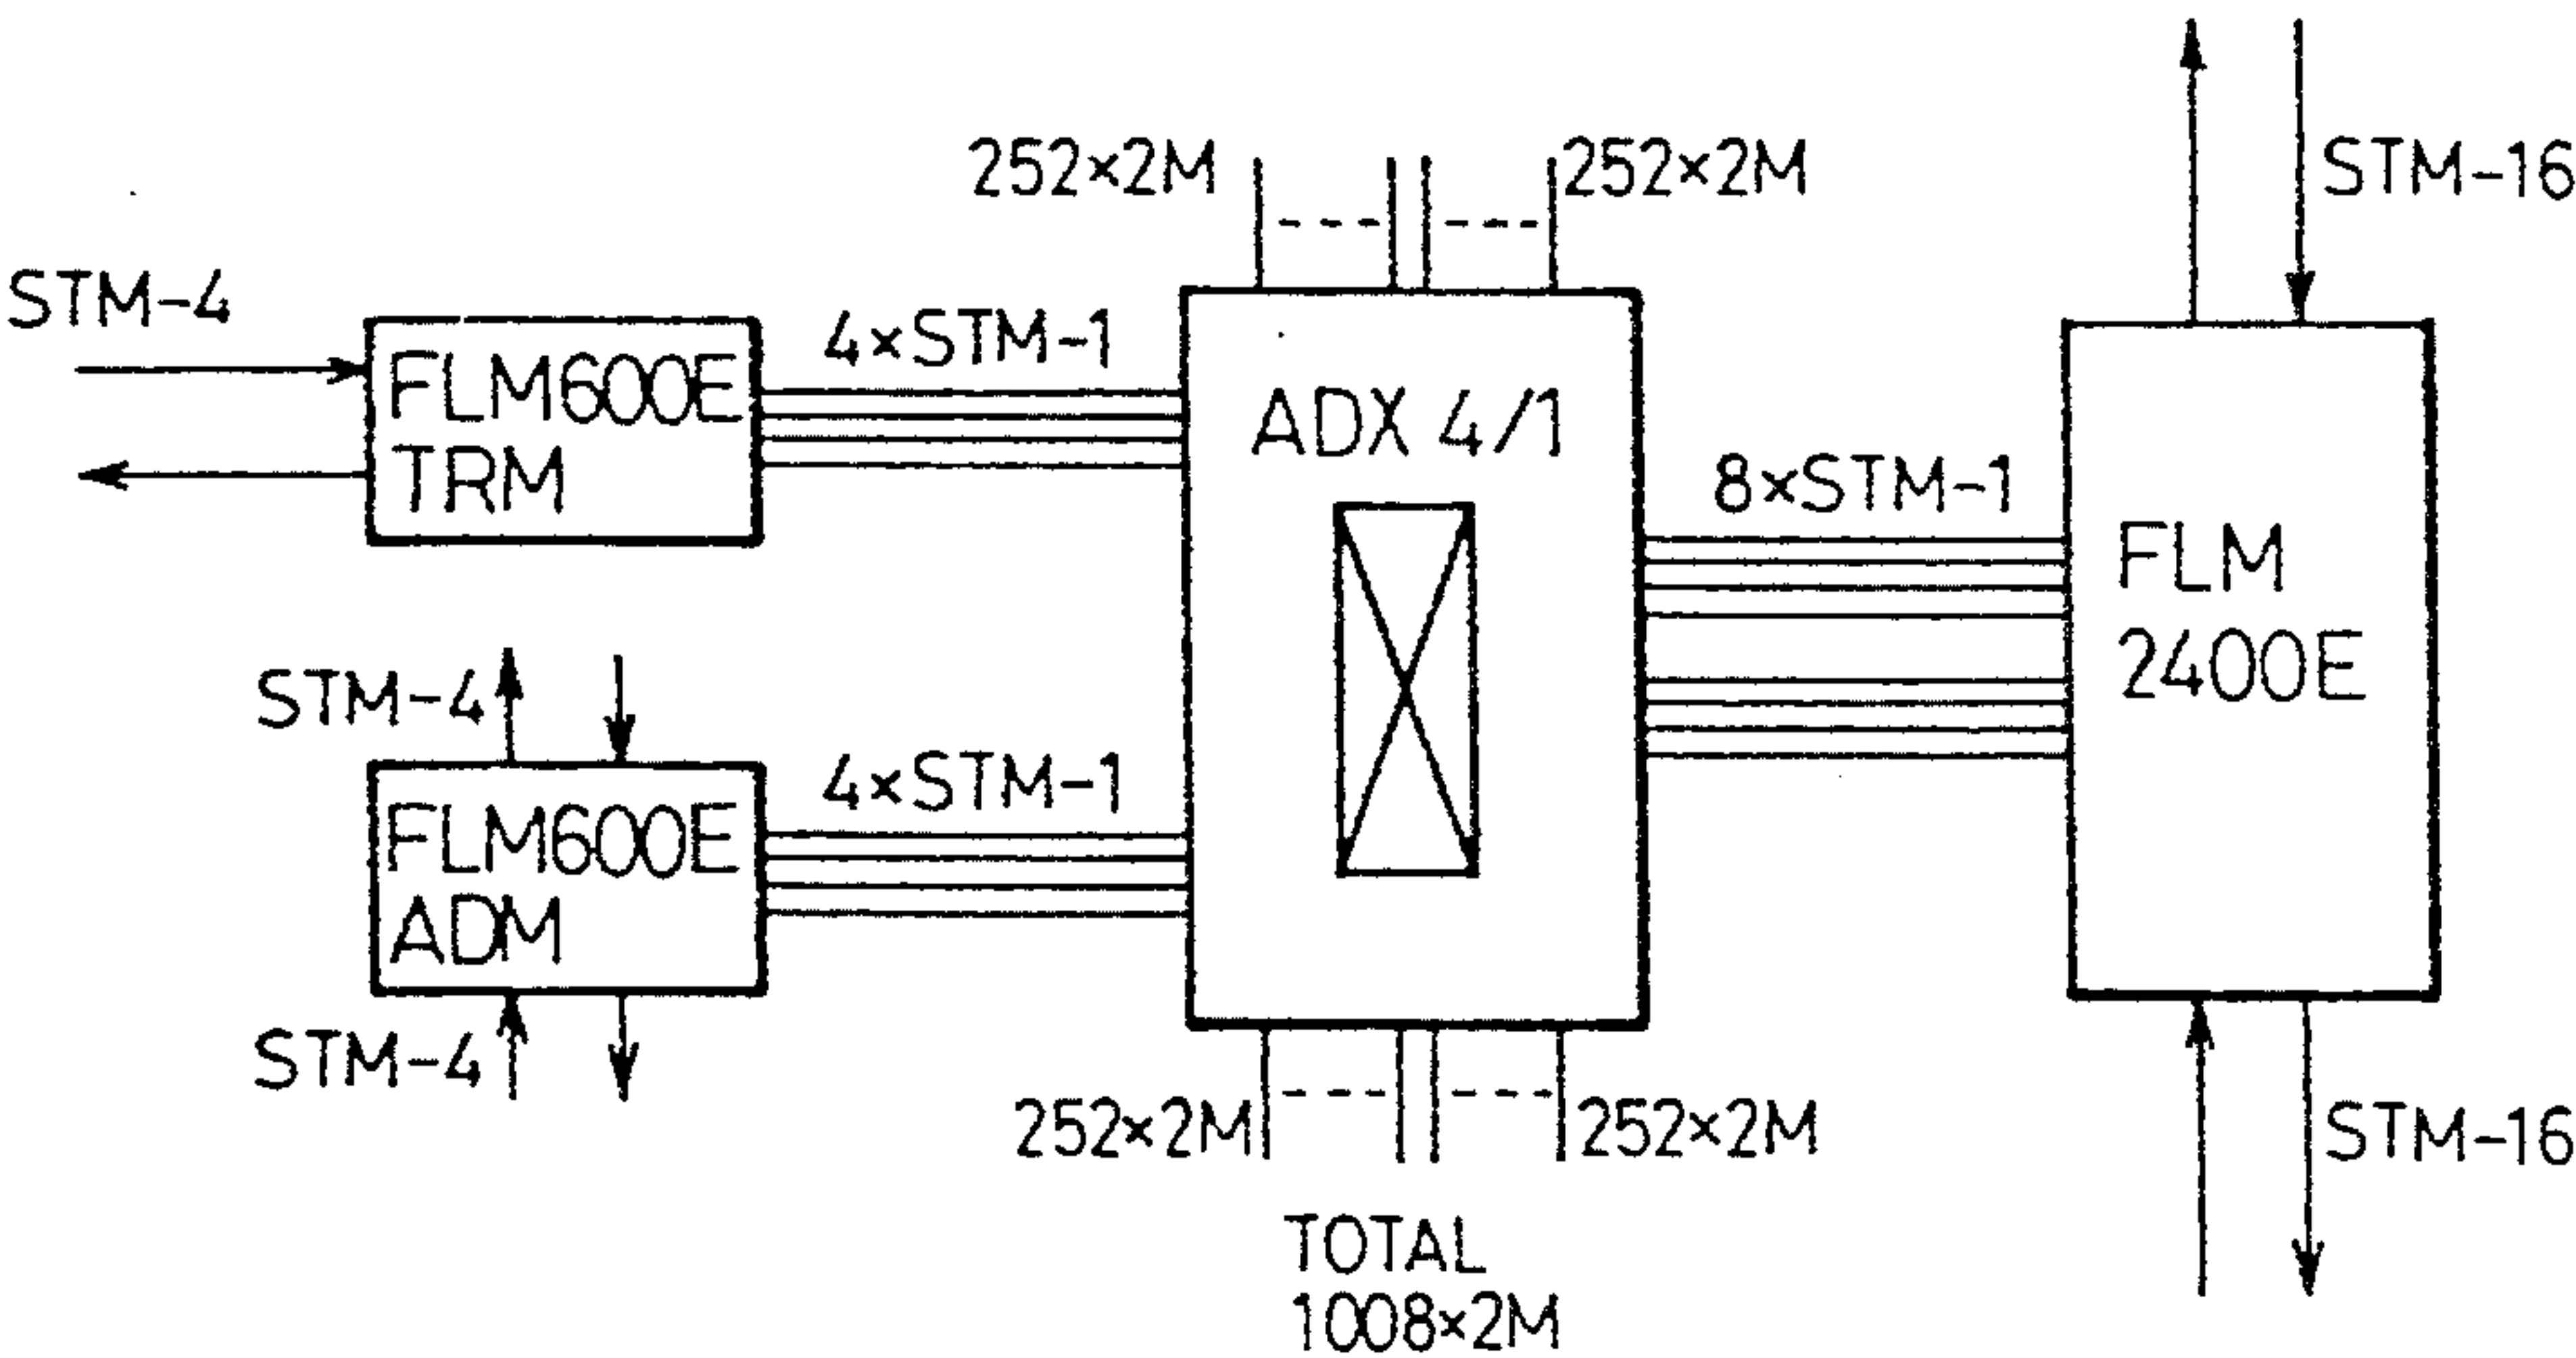 252×2M
252×2M
STM-16
STM-4
4×STM-1
FLM600E
TRM
ADX 4/1
8×STM-1
FLM
2400E
STM-4
4×STM-1
FLM600E
ADM
STM-4
252×2M
252×2M
STM-16
TOTAL
1008×2M